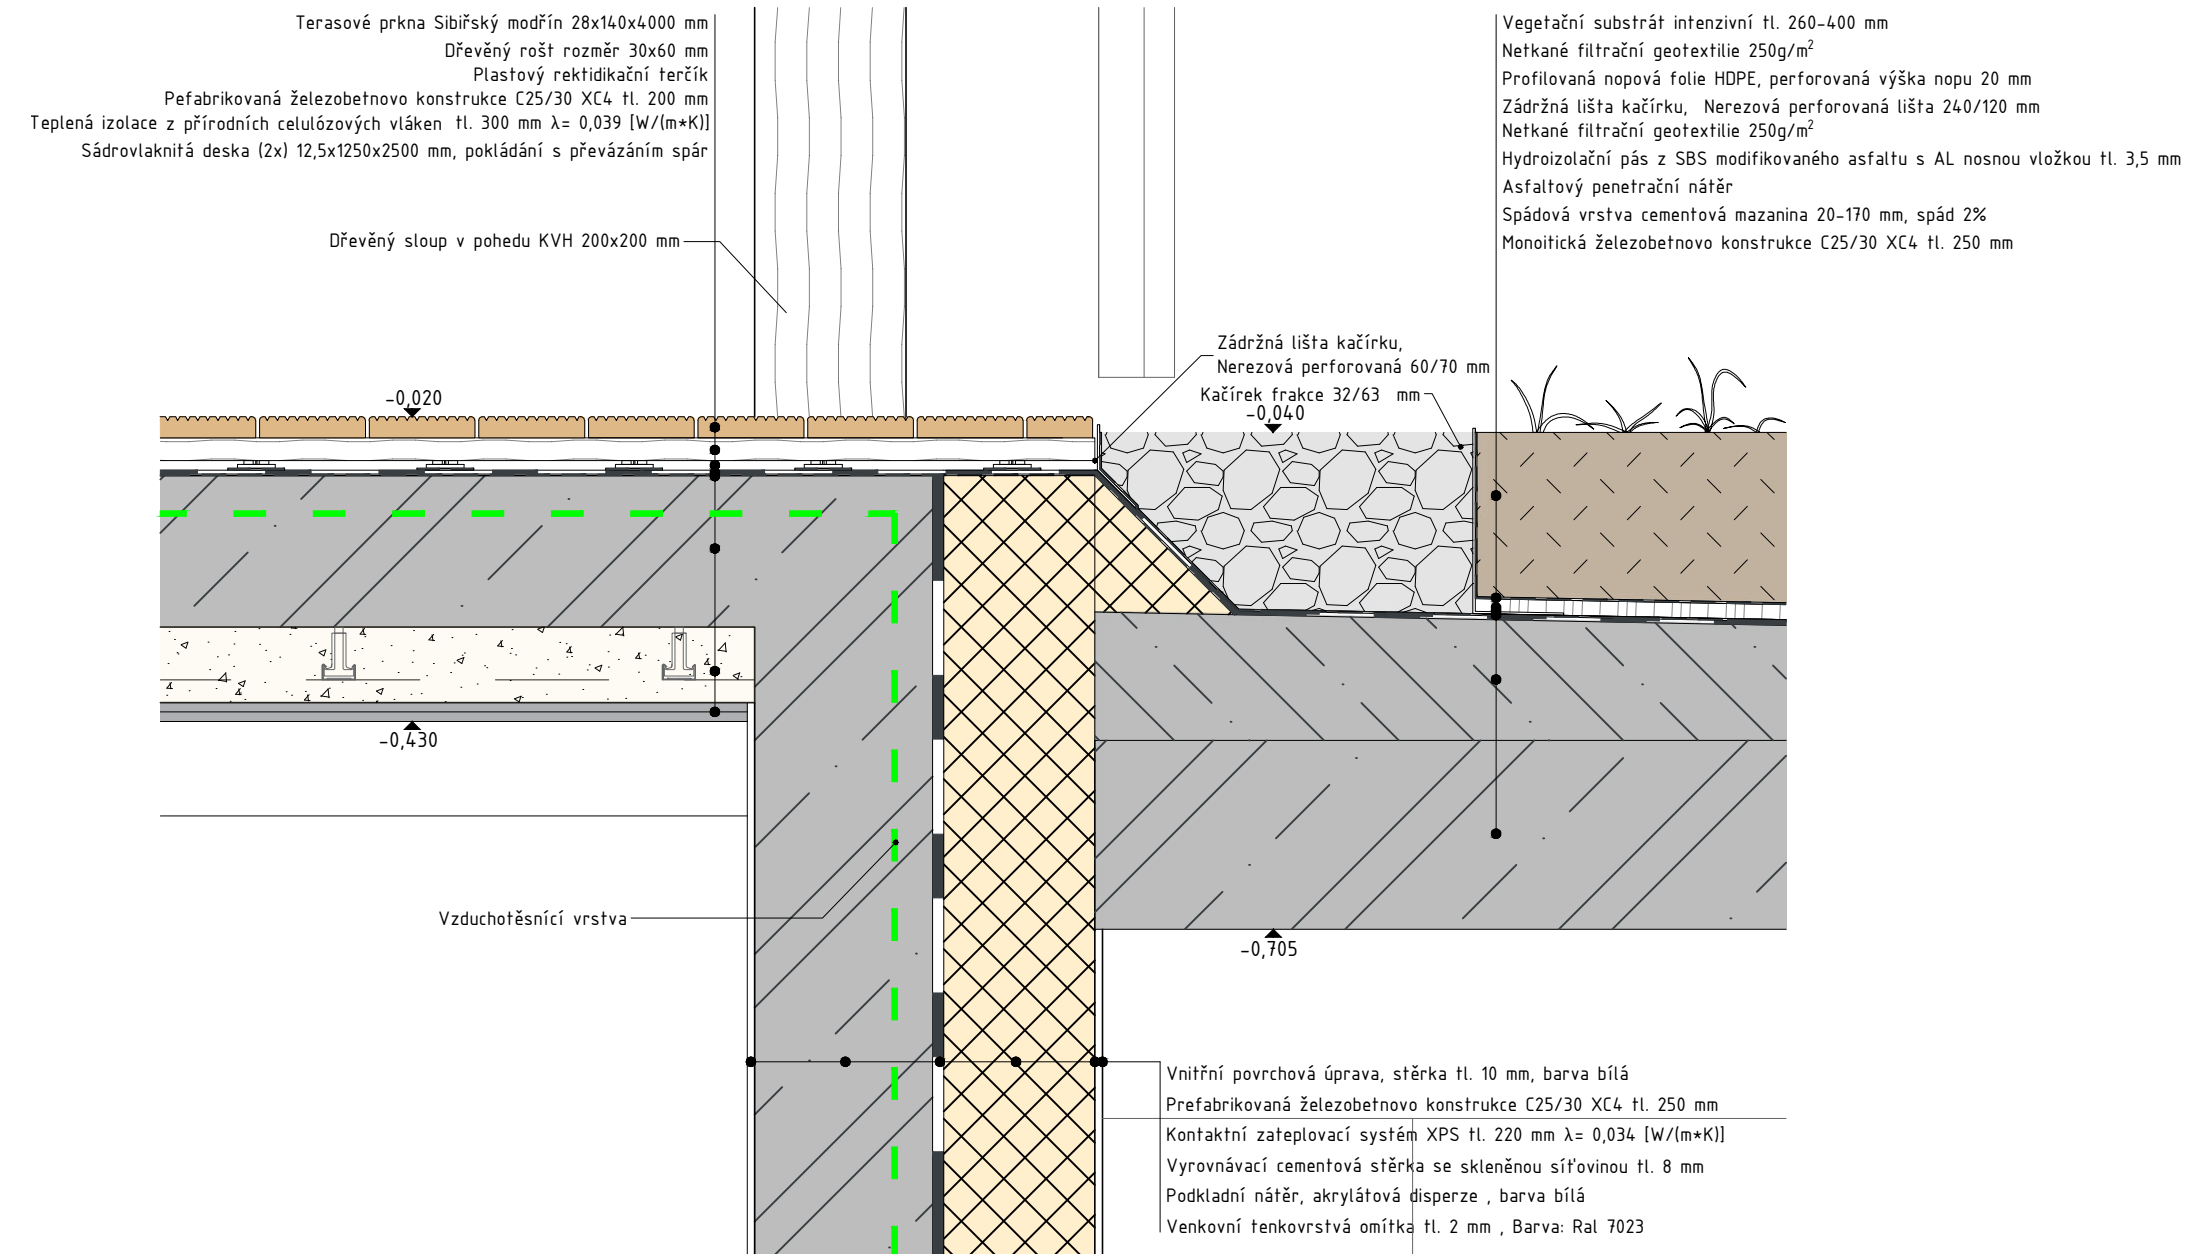 Terasové prkna Sibiřský modřín 28x140x4000 mm
Dřevěný rošt rozměr 30x60 mm
Plastový rektidikační terčík
Pefabrikovaná železobetnovo konstrukce C25/30 XC4 tl. 200 mm
Teplená izolace z přírodních celulózových vláken tl. 300 mm λ= 0,039 [W/(m*K)]
Sádrovlaknitá deska (2x) 12,5x1250x2500 mm, pokládání s převázáním spár
Dřevěný sloup v pohedu KVH 200x200 mm
Vegetační substrát intenzivní tl. 260-400 mm
Netkané filtrační geotextilie 250g/m²
Profilovaná nopová folie HDPE, perforovaná výška nopu 20 mm
Zádržná lišta kačírku, Nerezová perforovaná lišta 240/120 mm
Netkané filtrační geotextilie 250g/m²
Hydroizolační pás z SBS modifikovaného asfaltu s AL nosnou vložkou tl. 3,5 mm
Asfaltový penetrační nátěr
Spádová vrstva cementová mazanina 20-170 mm, spád 2%
Monoitická železobetnovo konstrukce C25/30 XC4 tl. 250 mm
Zádržná lišta kačírku,
Nerezová perforovaná 60/70 mm
Kačírek frakce 32/63 mm
-0,020
-0,040
-0,430
Vzduchotěsnící vrstva
-0,705
Vnitřní povrchová úprava, stěrka tl. 10 mm, barva bílá
Prefabrikovaná železobetnovo konstrukce C25/30 XC4 tl. 250 mm
Kontaktní zateplovací systém XPS tl. 220 mm λ= 0,034 [W/(m*K)]
Vyrovnávací cementová stěrka se skleněnou síťovinou tl. 8 mm
Podkladní nátěr, akrylátová disperze , barva bílá
Venkovní tenkovrstvá omítka tl. 2 mm , Barva: Ral 7023